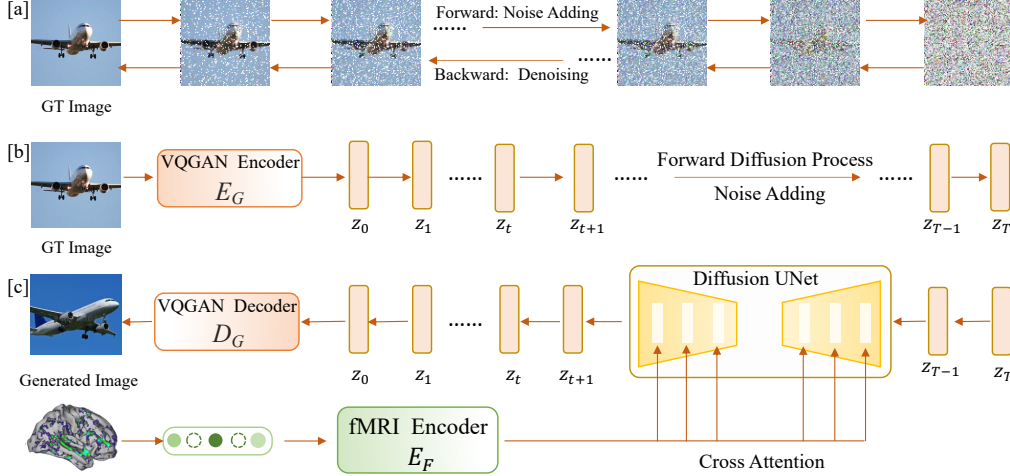 [a]
Forward: Noise Adding
......
......
Backward: Denoising
GT Image
[b]
VQGAN Encoder
E_G
......
......
Forward Diffusion Process
Noise Adding
......
z_0
z_1
z_t
z_{t+1}
z_{T-1}
z_T
GT Image
[c]
Diffusion UNet
VQGAN Decoder
D_G
......
z_0
z_1
z_t
z_{t+1}
z_{T-1}
z_T
Generated Image
fMRI Encoder
E_F
Cross Attention